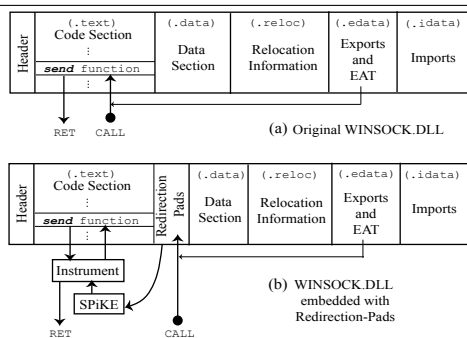 Header
(.text)
Code Section
⋮
send function
⋮
(.data)
Data
Section
(.reloc)
Relocation
Information
(.edata)
Exports
and
EAT
(.idata)
Imports
RET
CALL
(a) Original WINSOCK.DLL
Header
(.text)
Code Section
⋮
send function
⋮
Redirection
Pads
(.data)
Data
Section
(.reloc)
Relocation
Information
(.edata)
Exports
and
EAT
(.idata)
Imports
Instrument
SPiKE
RET
CALL
(b) WINSOCK.DLL
embedded with
Redirection-Pads